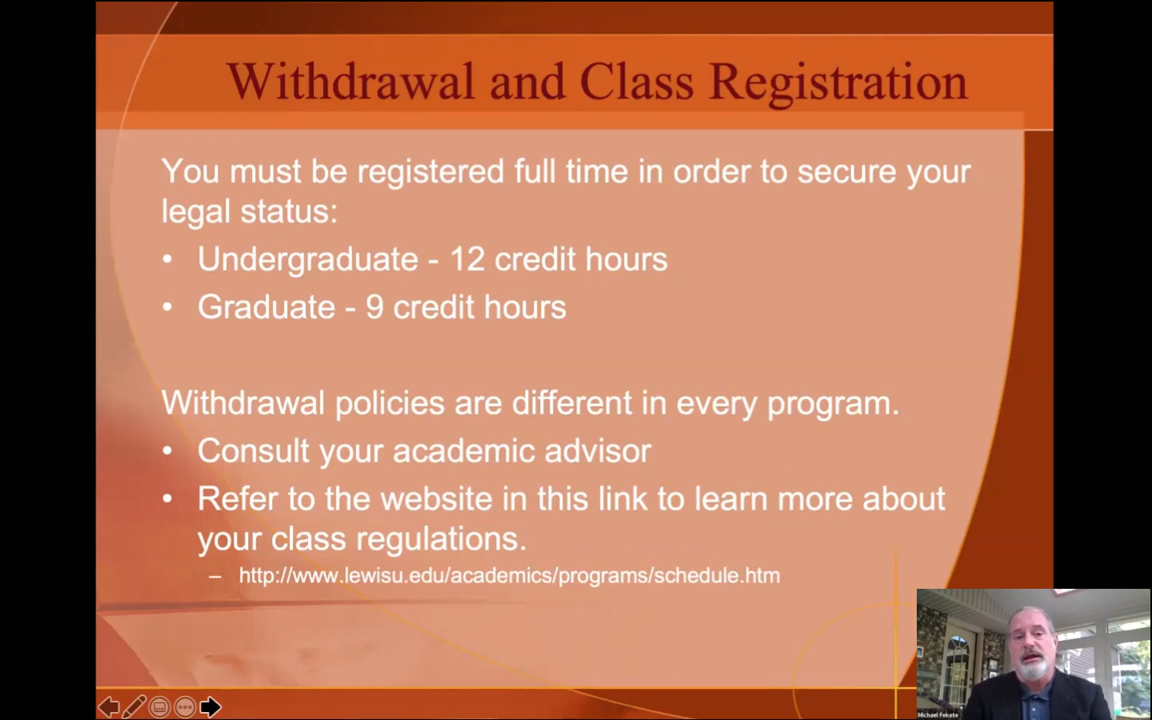 Withdrawal and Class Registration
You must be registered full time in order to secure your
legal status:
• Undergraduate - 12 credit hours
• Graduate - 9 credit hours
Withdrawal policies are different in every program.
• Consult your academic advisor
• Refer to the website in this link to learn more about
your class regulations.
– http://www.lewisu.edu/academics/programs/schedule.htm
Michael Fekete